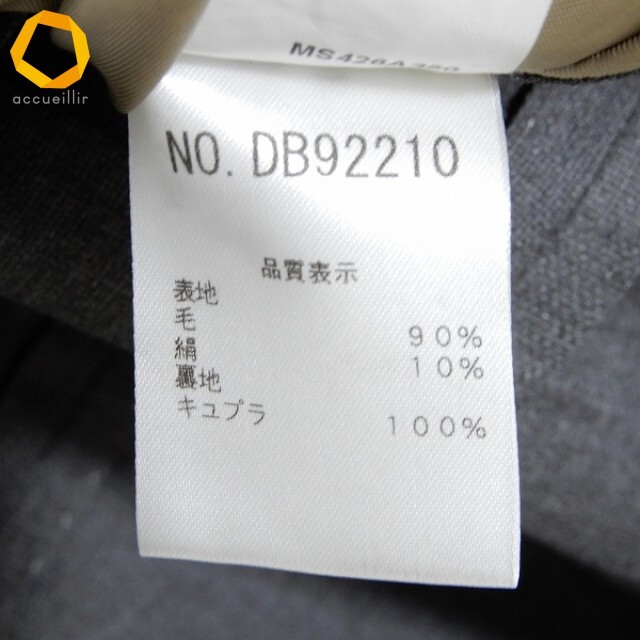 accueillir
MS426A350
NO. DB92210
品質表示
表地
毛 90%
絹 10%
裏地
キュプラ 100%